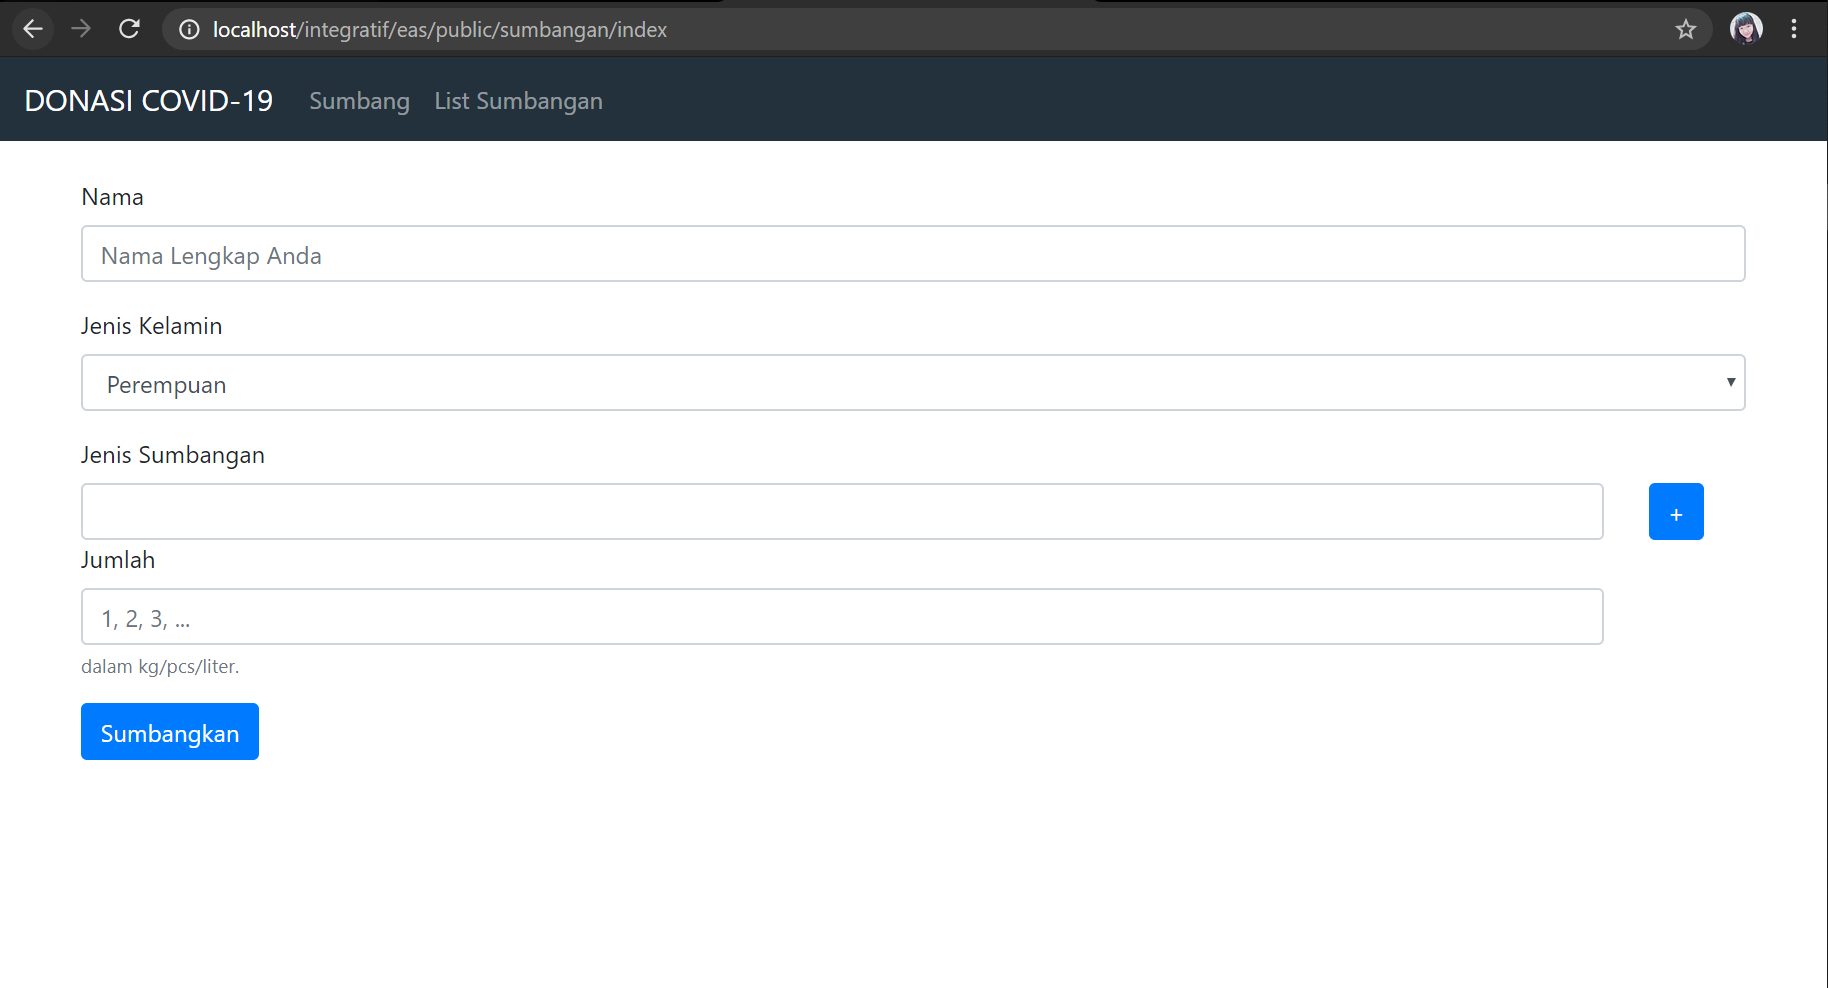 localhost/integratif/eas/public/sumbangan/index
DONASI COVID-19 Sumbang List Sumbangan
Nama
Nama Lengkap Anda
Jenis Kelamin
Perempuan
Jenis Sumbangan
+
Jumlah
1, 2, 3, ...
dalam kg/pcs/liter.
Sumbangkan